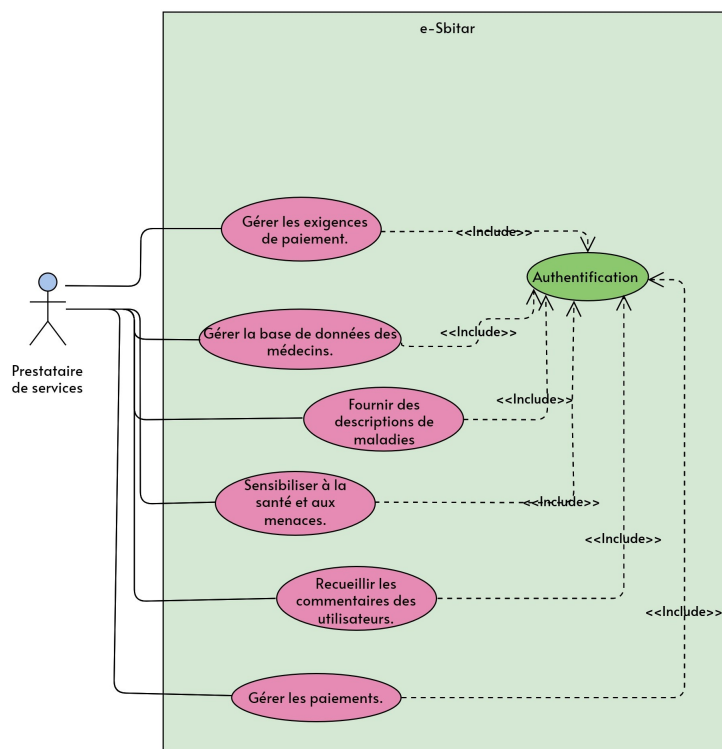 e-Sbitar
Gérer les exigences
de paiement.
<<Include>>
Authentification
Gérer la base de données des
médecins.
<<Include>>
Prestataire
de services
Fournir des
descriptions de
maladies
<<Include>>
Sensibiliser à la
santé et aux
menaces.
<<Include>>
<<Include>>
Recueillir les
commentaires des
utilisateurs.
<<Include>>
Gérer les paiements.